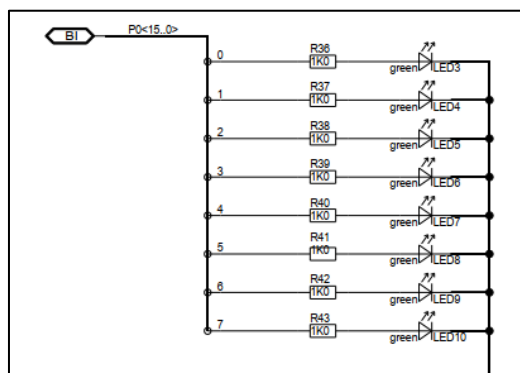 BI P0<15..0>
0 R36 1K0 green LED3
1 R37 1K0 green LED4
2 R38 1K0 green LED5
3 R39 1K0 green LED6
4 R40 1K0 green LED7
5 R41 1K0 green LED8
6 R42 1K0 green LED9
7 R43 1K0 green LED10